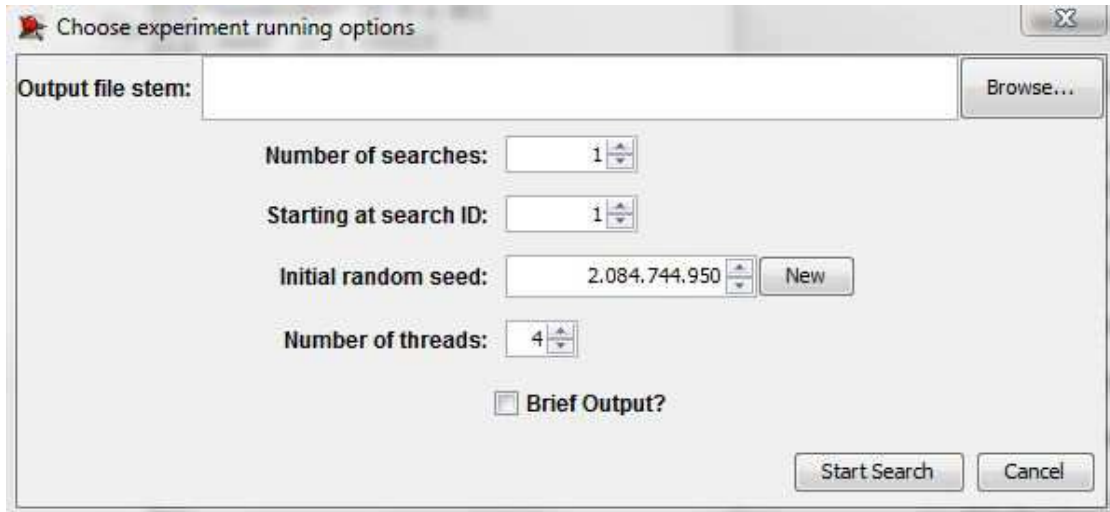 Choose experiment running options
Output file stem: Browse...
Number of searches: 1
Starting at search ID: 1
Initial random seed: 2.084.744.950 New
Number of threads: 4
Brief Output?
Start Search Cancel